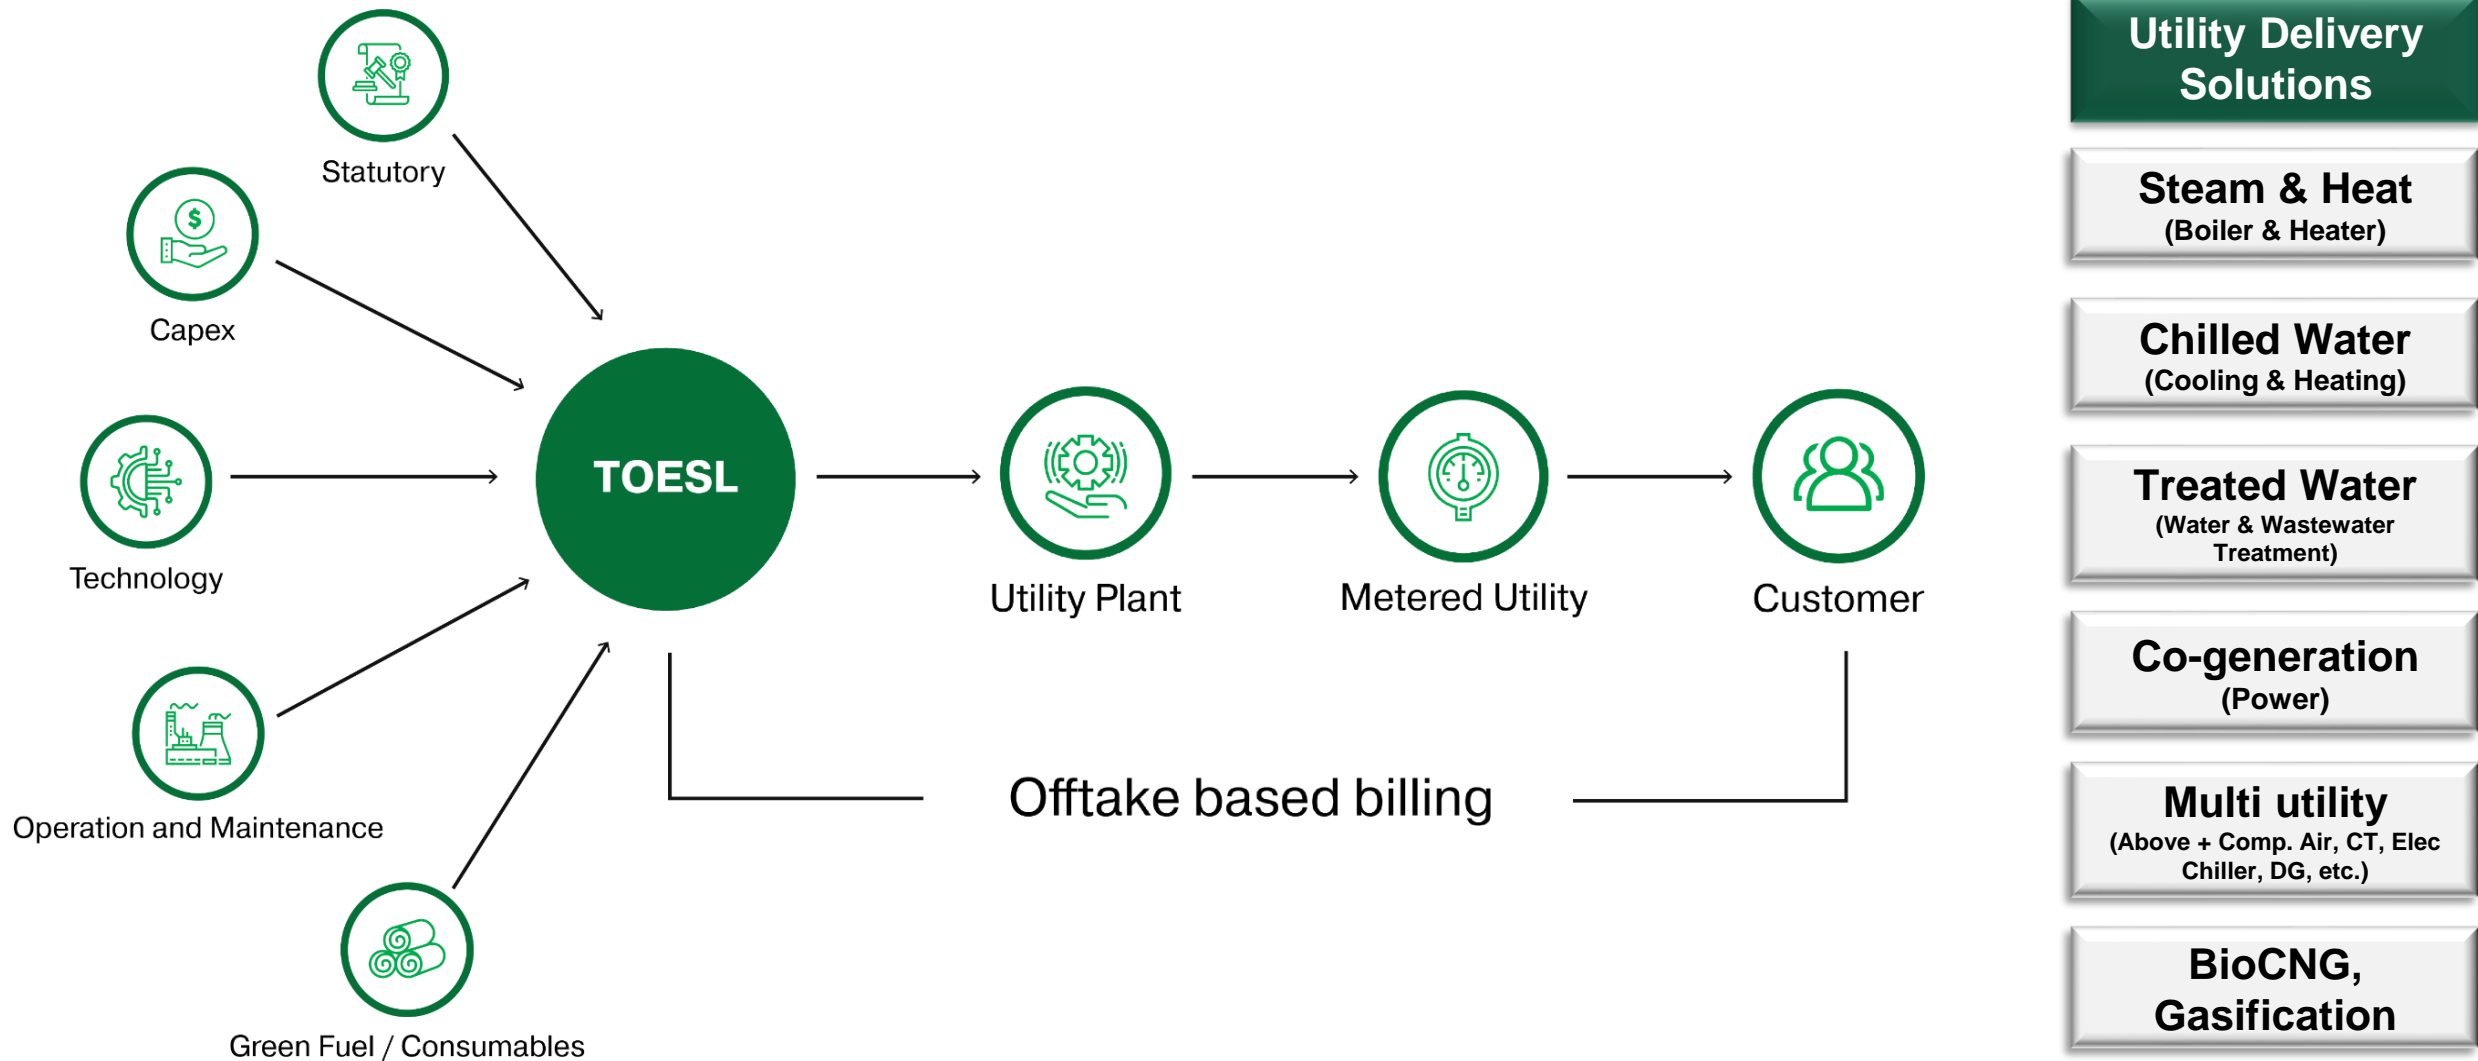 Statutory
Capex
Technology
Operation and Maintenance
Green Fuel / Consumables
TOESL
Utility Plant
Metered Utility
Customer
Offtake based billing
Utility Delivery
Solutions
Steam & Heat
(Boiler & Heater)
Chilled Water
(Cooling & Heating)
Treated Water
(Water & Wastewater
Treatment)
Co-generation
(Power)
Multi utility
(Above + Comp. Air, CT, Elec
Chiller, DG, etc.)
BioCNG,
Gasification